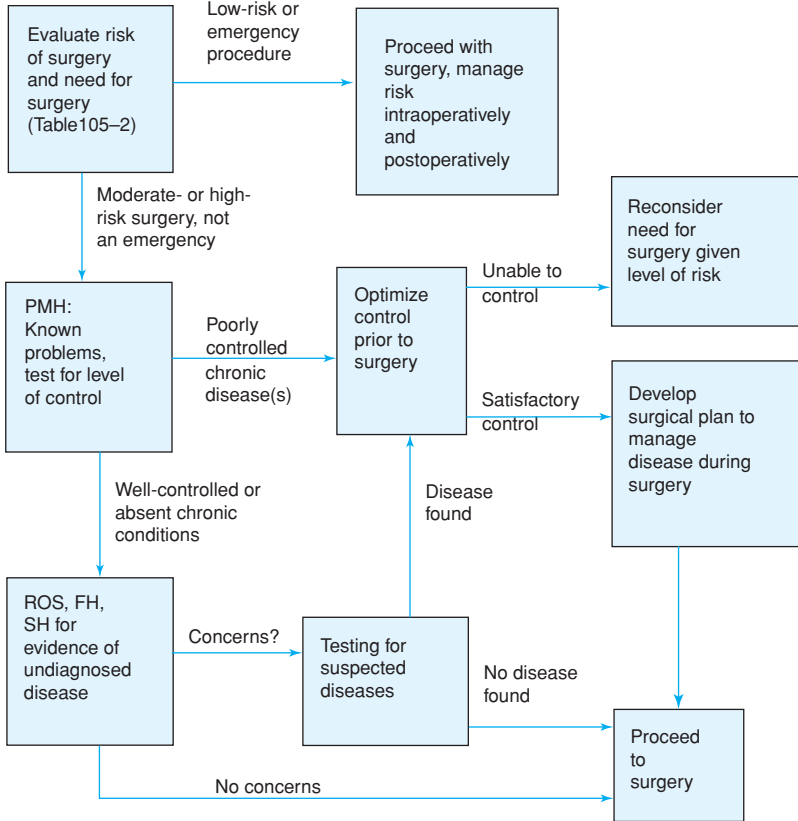 Evaluate risk
of surgery
and need for
surgery
(Table105–2)
Low-risk or
emergency
procedure
Proceed with
surgery, manage
risk
intraoperatively
and
postoperatively
Moderate- or high-
risk surgery, not
an emergency
PMH:
Known
problems,
test for level
of control
Poorly
controlled
chronic
disease(s)
Optimize
control
prior to
surgery
Unable to
control
Reconsider
need for
surgery given
level of risk
Satisfactory
control
Develop
surgical plan to
manage
disease during
surgery
Well-controlled or
absent chronic
conditions
Disease
found
ROS, FH,
SH for
evidence of
undiagnosed
disease
Concerns?
Testing for
suspected
diseases
No disease
found
Proceed
to
surgery
No concerns